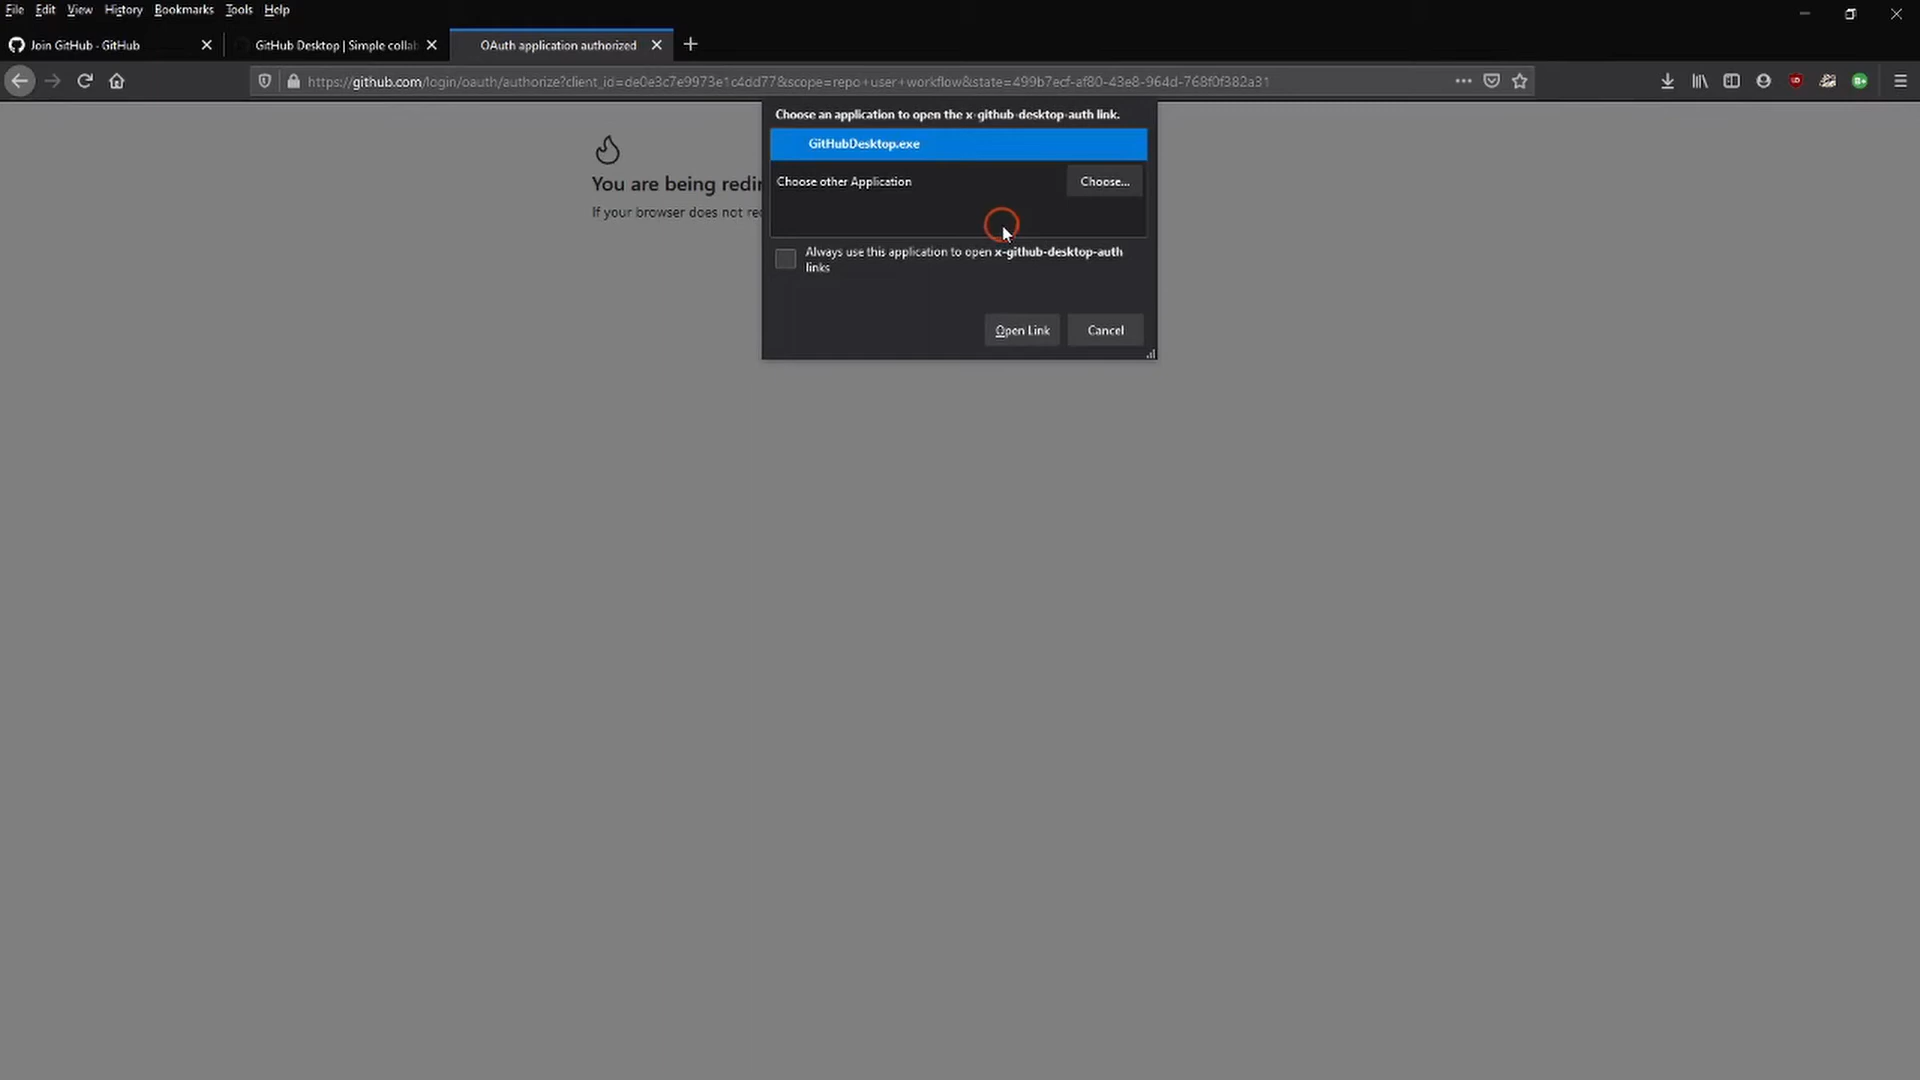 File Edit View History Bookmarks Tools Help
Join GitHub · GitHub
GitHub Desktop | Simple collab
OAuth application authorized
https://github.com/login/oauth/authorize?client_id=de0e3c7e9973e1c4dd77&scope=repo+user+workflow&state=499b7ecf-af80-43e8-964d-768f0f382a31
Choose an application to open the x-github-desktop-auth link.
GitHubDesktop.exe
You are being redir
Choose other Application
Choose...
If your browser does not rec
Always use this application to open x-github-desktop-auth
links
Open Link
Cancel